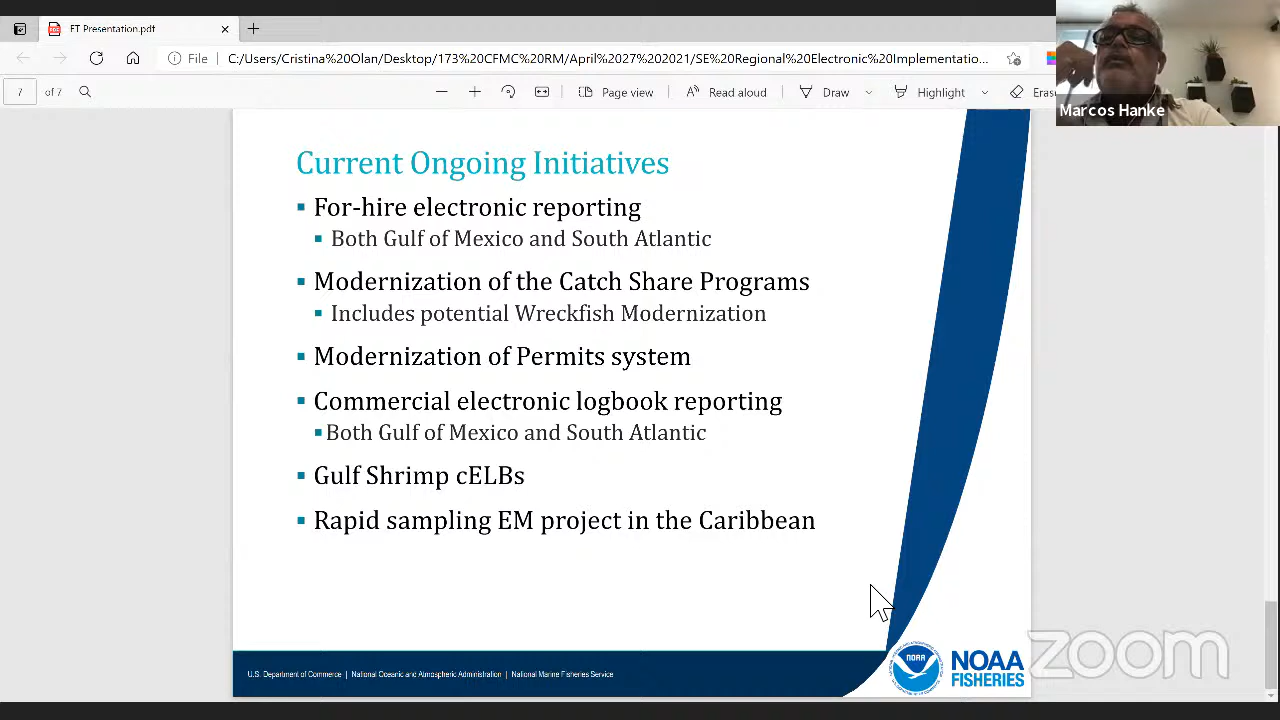 FT Presentation.pdf
File
C:/Users/Cristina%20Olan/Desktop/173%20CFMC%20RM/April%2027%202021/SE%20Regional%20Electronic%20Implementatio...
7 of 7
Page view
Read aloud
Draw
Highlight
Eras
Marcos Hanke
Current Ongoing Initiatives
For-hire electronic reporting
Both Gulf of Mexico and South Atlantic
Modernization of the Catch Share Programs
Includes potential Wreckfish Modernization
Modernization of Permits system
Commercial electronic logbook reporting
Both Gulf of Mexico and South Atlantic
Gulf Shrimp cELBs
Rapid sampling EM project in the Caribbean
U.S. Department of Commerce | National Oceanic and Atmospheric Administration | National Marine Fisheries Service
NOAA
NOAA
FISHERIES
zoom